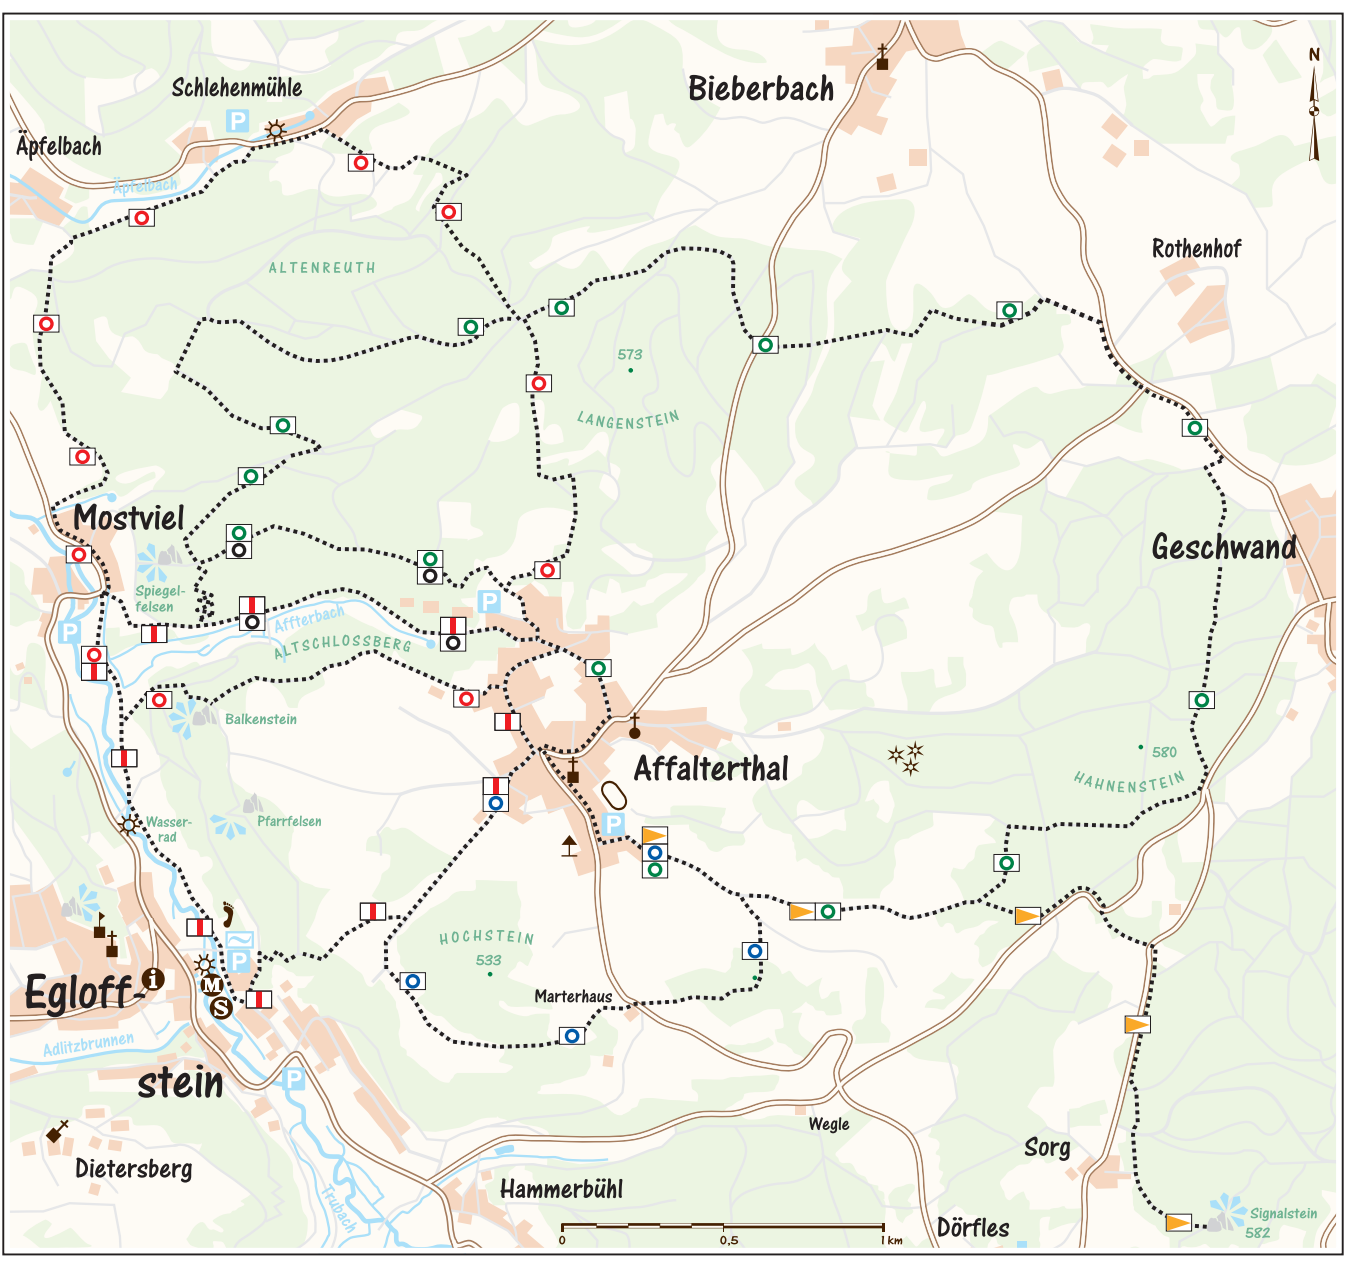 N
Schlehenmühle
P
Bieberbach
Äpfelbach
Äpfelbach
Rothenhof
ALTENREUTH
573
LANGENSTEIN
Mostviel
Geschwand
Spiegel-
felsen
P
Affterbach
P
ALTSCHLOSSBERG
Balkenstein
580
HAHNENSTEIN
Affalterthal
Wasser-
rad
Pfarrfelsen
P
HOCHSTEIN
533
P
Egloff-
i
M
S
Marterhaus
Adlitzbrunnen
stein
P
Wegle
Sorg
Dietersberg
Hammerbühl
Trubach
Signalstein
582
Dörfles
0
0,5
1 km